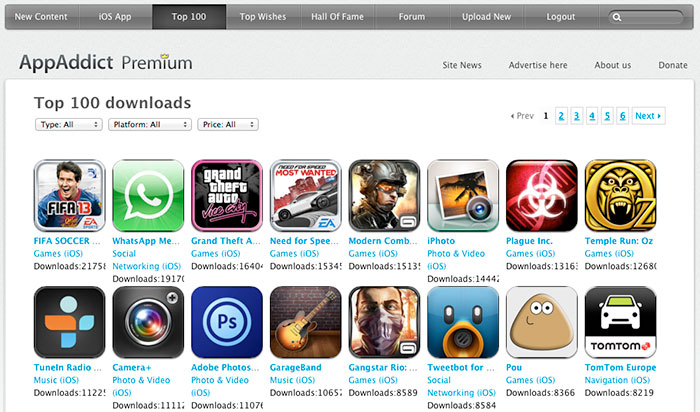 New Content iOS App Top 100 Top Wishes Hall Of Fame Forum Upload New Logout
AppAddict Premium
Site News Advertise here About us Donate
Top 100 downloads
Type: All Platform: All Price: All
Prev 1 2 3 4 5 6 Next
FIFA 13
EA SPORTS
grand theft auto
vice city
NEED FOR SPEED
MOST WANTED
EA
FIFA SOCCER ... WhatsApp Me... Grand Theft A... Need for Spee... Modern Comb... iPhoto Plague Inc. Temple Run: Oz
Games (iOS) Social Games (iOS) Games (iOS) Games (iOS) Photo & Video Games (iOS) Games (iOS)
Downloads:21758 Networking (iOS) Downloads:16404 Downloads:15345 Downloads:15135 (iOS) Downloads:1316 Downloads:12680
Downloads:19170 Downloads:14442
Ps
TOMTOM
TuneIn Radio ... Camera+ Adobe Photos... GarageBand Gangstar Rio: ... Tweetbot for ... Pou TomTom Europe
Music (iOS) Photo & Video Photo & Video Music (iOS) Games (iOS) Social Games (iOS) Navigation (iOS)
Downloads:11225 (iOS) (iOS) Downloads:10652 Downloads:8589 Networking (iOS) Downloads:8366 Downloads:8219
Downloads:11112 Downloads:11076 Downloads:8584